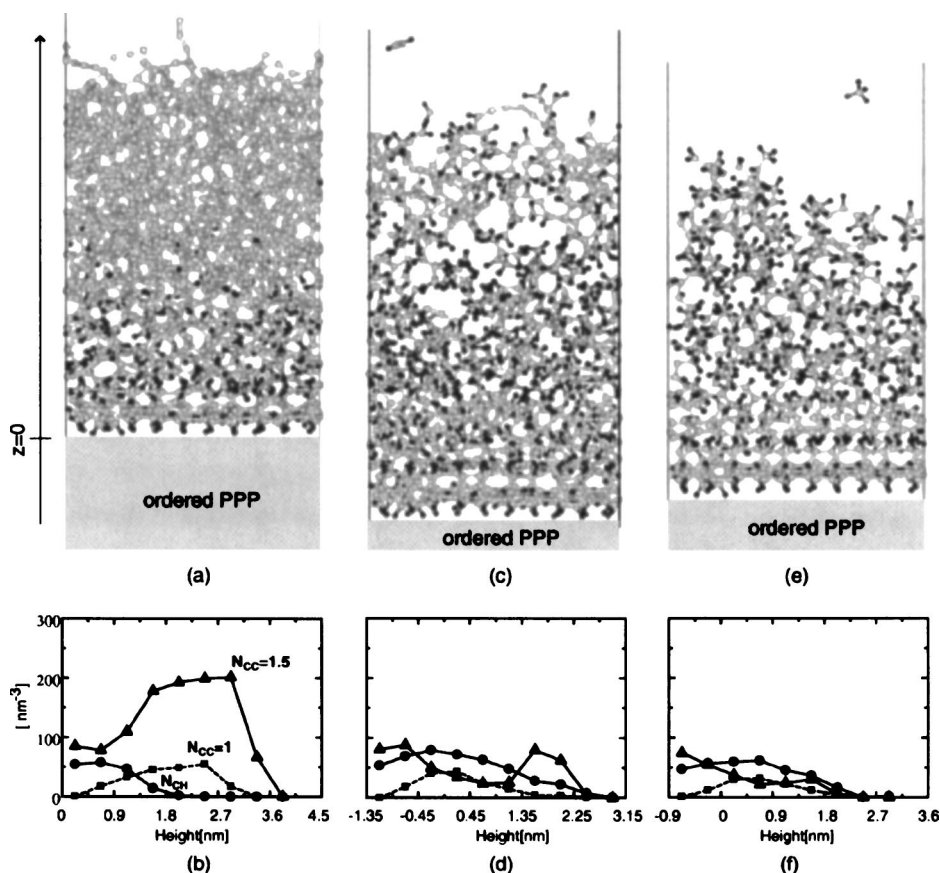 z=0
ordered PPP
ordered PPP
ordered PPP
(a)
(c)
(e)
[ nm⁻³]
300
200
100
0
N_CC=1.5
N_CC=1
N_CH
0 0.9 1.8 2.7 3.6 4.5
Height[nm]
-1.35 -0.45 0.45 1.35 2.25 3.15
Height[nm]
-0.9 0 0.9 1.8 2.7 3.6
Height[nm]
(b)
(d)
(f)